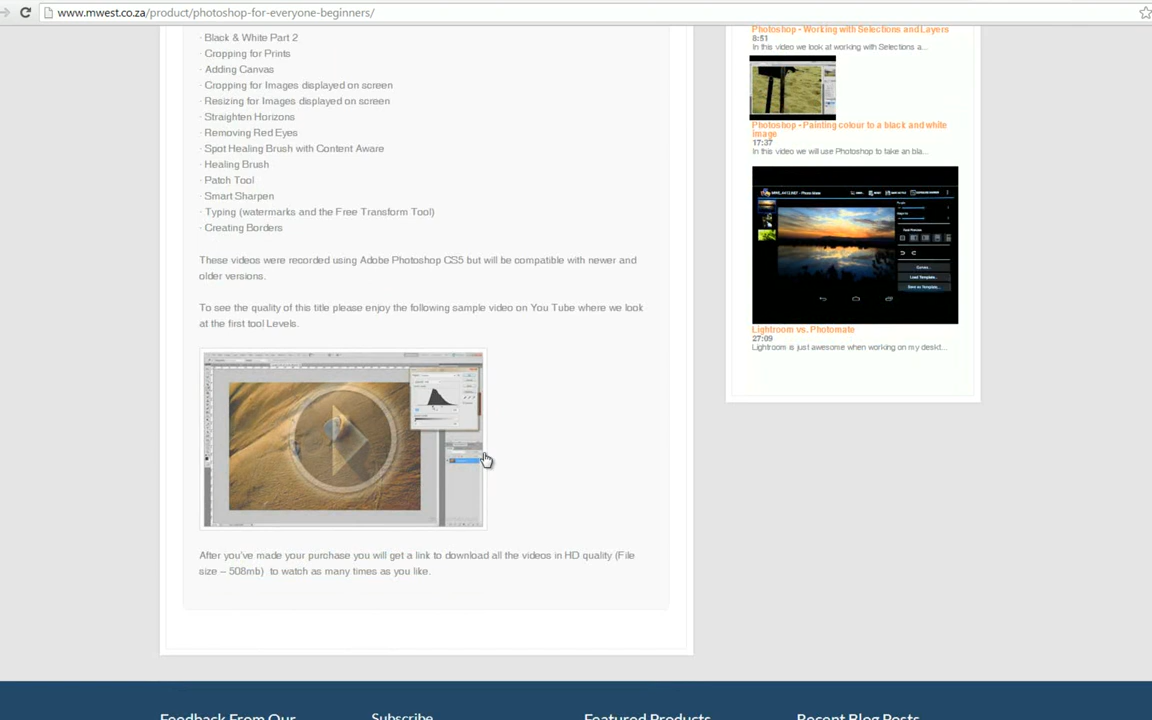 www.mwest.co.za/product/photoshop-for-everyone-beginners/
· Black & White Part 2
· Cropping for Prints
· Adding Canvas
· Cropping for Images displayed on screen
· Resizing for Images displayed on screen
· Straighten Horizons
· Removing Red Eyes
· Spot Healing Brush with Content Aware
· Healing Brush
· Patch Tool
· Smart Sharpen
· Typing (watermarks and the Free Transform Tool)
· Creating Borders
These videos were recorded using Adobe Photoshop CS5 but will be compatible with newer and
older versions.
To see the quality of this title please enjoy the following sample video on You Tube where we look
at the first tool Levels.
After you've made your purchase you will get a link to download all the videos in HD quality (File
size – 508mb) to watch as many times as you like.
Photoshop - Working with Selections and Layers
8:51
In this video we look at working with Selections a...
Photoshop - Painting colour to a black and white
image
17:37
In this video we will use Photoshop to take an bla...
Lightroom vs. Photomate
27:09
Lightroom is just awesome when working on my deskt...
Feedback From Our
Subscribe
Featured Products
Recent Blog Posts